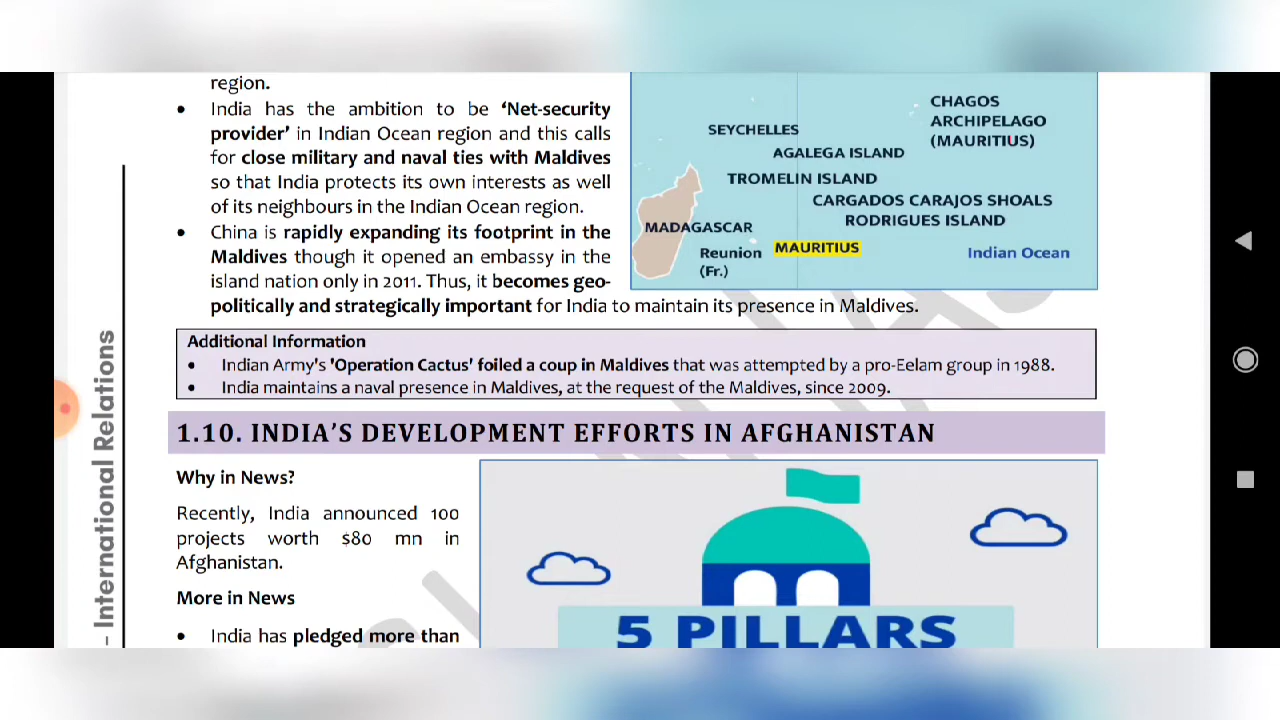 region.
• India has the ambition to be ‘Net-security
provider’ in Indian Ocean region and this calls
for close military and naval ties with Maldives
so that India protects its own interests as well
of its neighbours in the Indian Ocean region.
• China is rapidly expanding its footprint in the
Maldives though it opened an embassy in the
island nation only in 2011. Thus, it becomes geo-
politically and strategically important for India to maintain its presence in Maldives.
CHAGOS
ARCHIPELAGO
(MAURITIUS)
SEYCHELLES
AGALEGA ISLAND
TROMELIN ISLAND
CARGADOS CARAJOS SHOALS
RODRIGUES ISLAND
MADAGASCAR
MAURITIUS
Reunion
(Fr.)
Indian Ocean
Additional Information
• Indian Army's 'Operation Cactus' foiled a coup in Maldives that was attempted by a pro-Eelam group in 1988.
• India maintains a naval presence in Maldives, at the request of the Maldives, since 2009.
– International Relations
1.10. INDIA’S DEVELOPMENT EFFORTS IN AFGHANISTAN
Why in News?
Recently, India announced 100
projects worth $80 mn in
Afghanistan.
More in News
• India has pledged more than
5 PILLARS